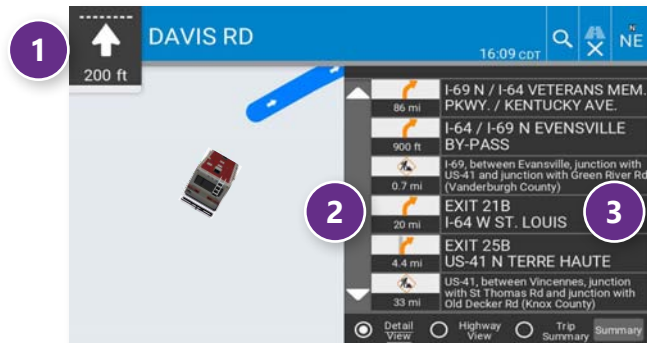 1
200 ft
DAVIS RD
16:09 CDT
N
NE
86 mi
I-69 N / I-64 VETERANS MEM.
PKWY. / KENTUCKY AVE.
900 ft
I-64 / I-69 N EVENSVILLE
BY-PASS
0.7 mi
I-69, between Evansville, junction with
US-41 and junction with Green River Rd
(Vanderburgh County)
2
20 mi
EXIT 21B
I-64 W ST. LOUIS
3
4.4 mi
EXIT 25B
US-41 N TERRE HAUTE
33 mi
US-41, between Vincennes, junction
with St Thomas Rd and junction with
Old Decker Rd (Knox County)
Detail
View
Highway
View
Trip
Summary
Summary